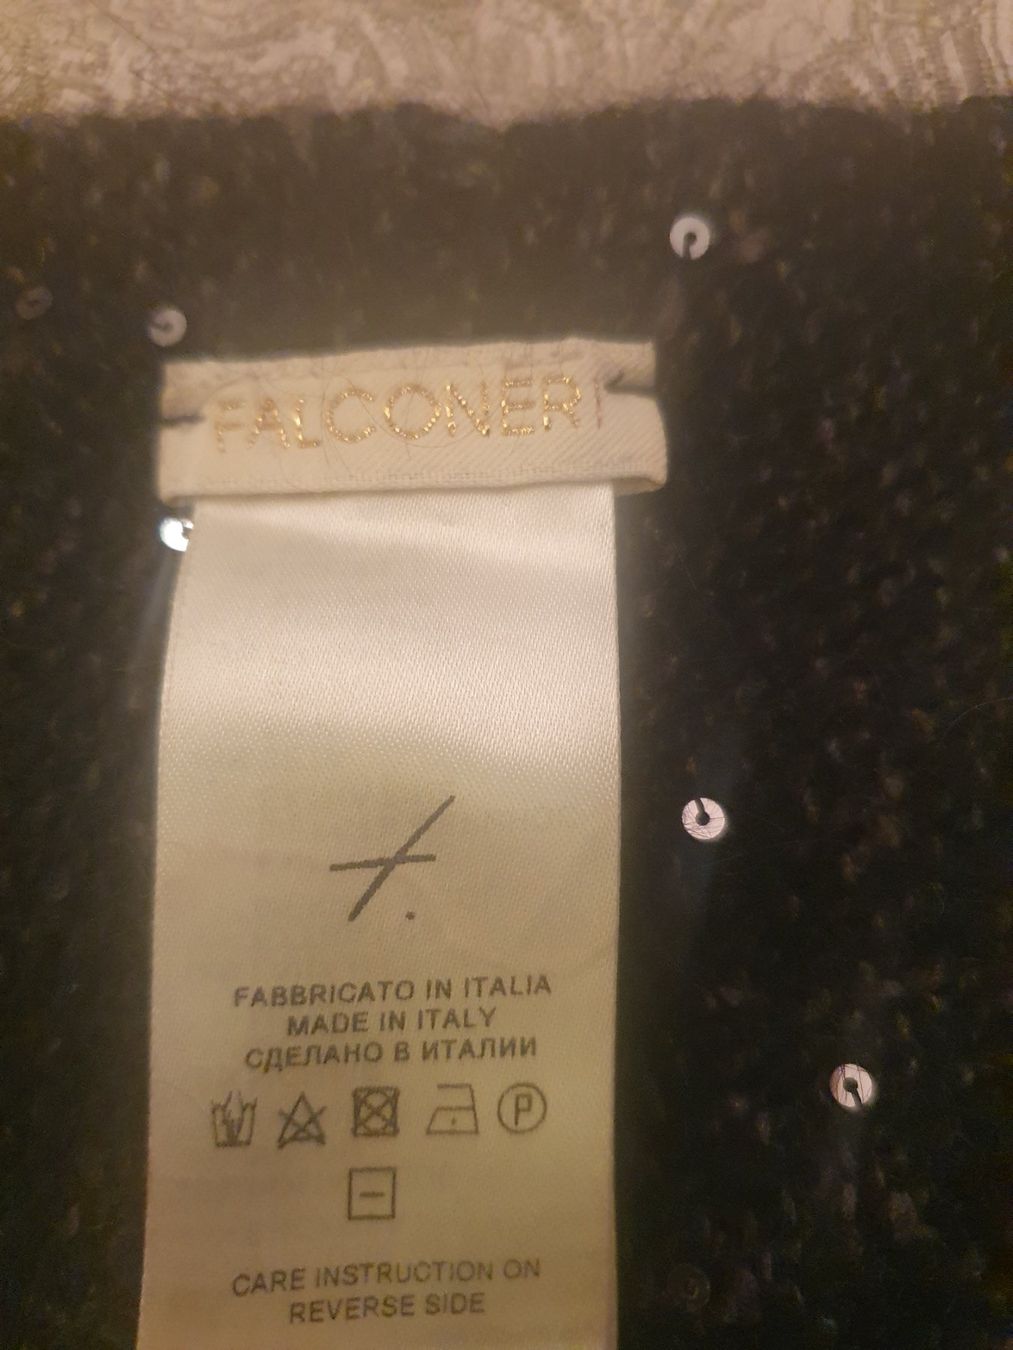 FALCONERI
f.
FABBRICATO IN ITALIA
MADE IN ITALY
СДЕЛАНО В ИТАЛИИ
P
CARE INSTRUCTION ON
REVERSE SIDE